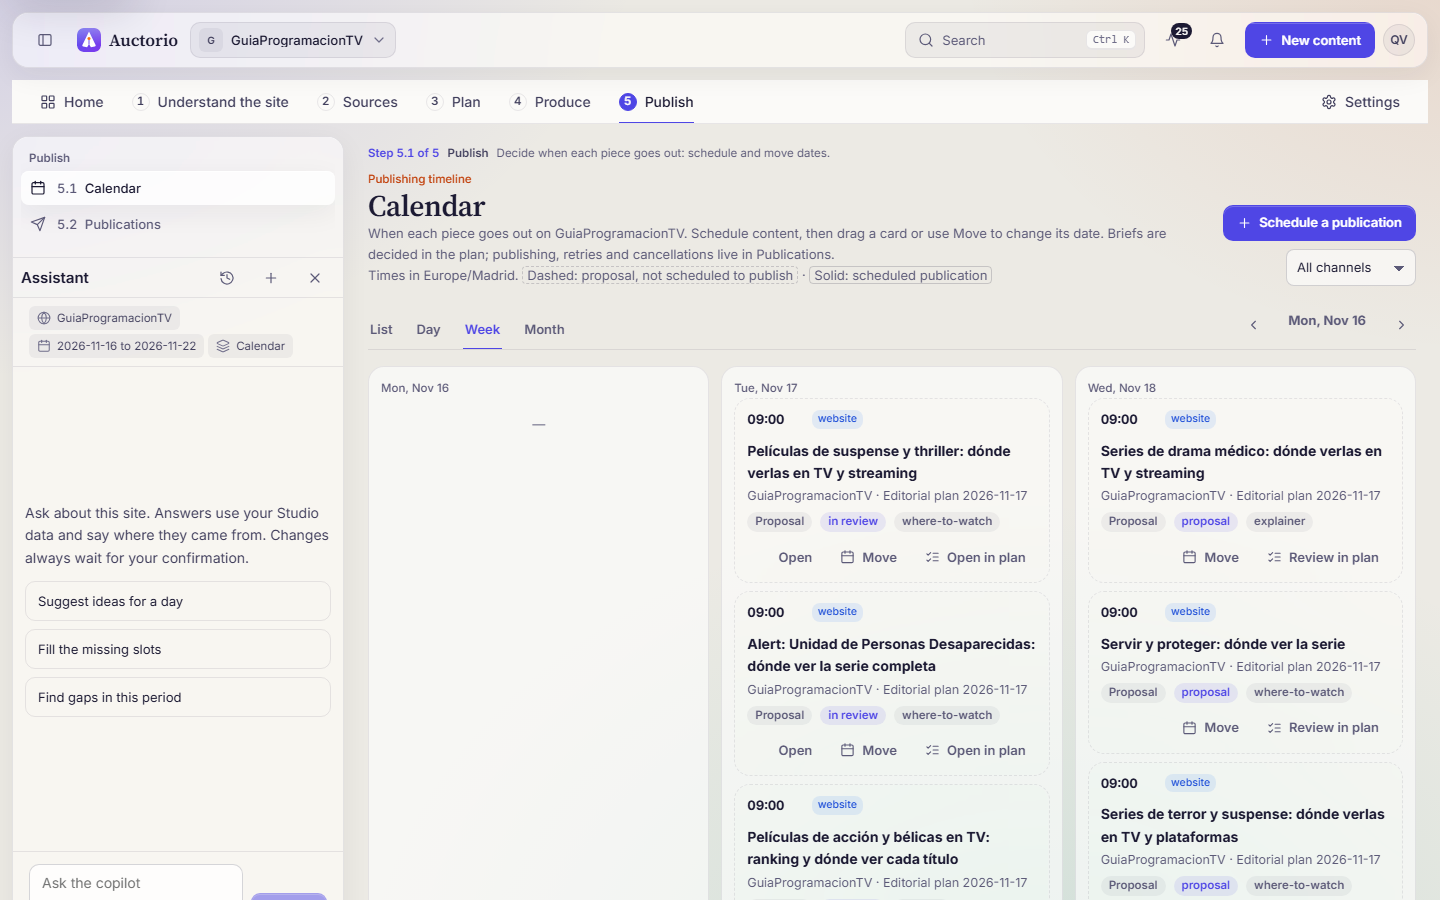 Auctorio
G GuiaProgramacionTV
Search
Ctrl K
25
New content
QV
Home
1 Understand the site
2 Sources
3 Plan
4 Produce
5 Publish
Settings
Publish
5.1 Calendar
5.2 Publications
Assistant
GuiaProgramacionTV
2026-11-16 to 2026-11-22
Calendar
Ask about this site. Answers use your Studio
data and say where they came from. Changes
always wait for your confirmation.
Suggest ideas for a day
Fill the missing slots
Find gaps in this period
Ask the copilot
Step 5.1 of 5 Publish Decide when each piece goes out: schedule and move dates.
Publishing timeline
Calendar
When each piece goes out on GuiaProgramacionTV. Schedule content, then drag a card or use Move to change its date. Briefs are
decided in the plan; publishing, retries and cancellations live in Publications.
Times in Europe/Madrid. Dashed: proposal, not scheduled to publish · Solid: scheduled publication
Schedule a publication
All channels
List
Day
Week
Month
Mon, Nov 16
Mon, Nov 16
—
Tue, Nov 17
09:00 website
Películas de suspense y thriller: dónde
verlas en TV y streaming
GuiaProgramacionTV · Editorial plan 2026-11-17
Proposal in review where-to-watch
Open Move Open in plan
09:00 website
Alert: Unidad de Personas Desaparecidas:
dónde ver la serie completa
GuiaProgramacionTV · Editorial plan 2026-11-17
Proposal in review where-to-watch
Open Move Open in plan
09:00 website
Películas de acción y bélicas en TV:
ranking y dónde ver cada título
GuiaProgramacionTV · Editorial plan 2026-11-17
Wed, Nov 18
09:00 website
Series de drama médico: dónde verlas en
TV y streaming
GuiaProgramacionTV · Editorial plan 2026-11-17
Proposal proposal explainer
Move Review in plan
09:00 website
Servir y proteger: dónde ver la serie
GuiaProgramacionTV · Editorial plan 2026-11-17
Proposal proposal where-to-watch
Move Review in plan
09:00 website
Series de terror y suspense: dónde verlas
en TV y plataformas
GuiaProgramacionTV · Editorial plan 2026-11-17
Proposal proposal where-to-watch